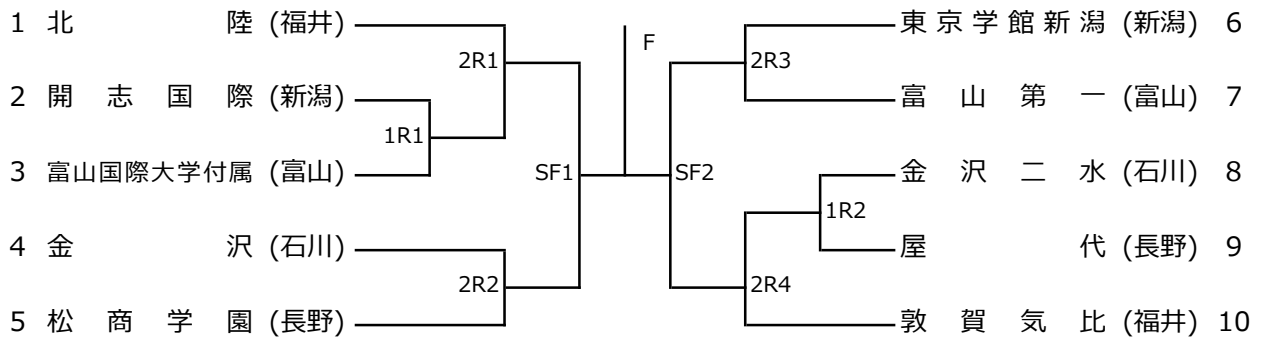 1 北陸 (福井)
2 開志国際 (新潟)
3 富山国際大学付属 (富山)
4 金沢 (石川)
5 松商学園 (長野)
2R1
1R1
SF1
2R2
F
SF2
2R3
1R2
2R4
東京学館新潟 (新潟) 6
富山第一 (富山) 7
金沢二水 (石川) 8
屋代 (長野) 9
敦賀気比 (福井) 10